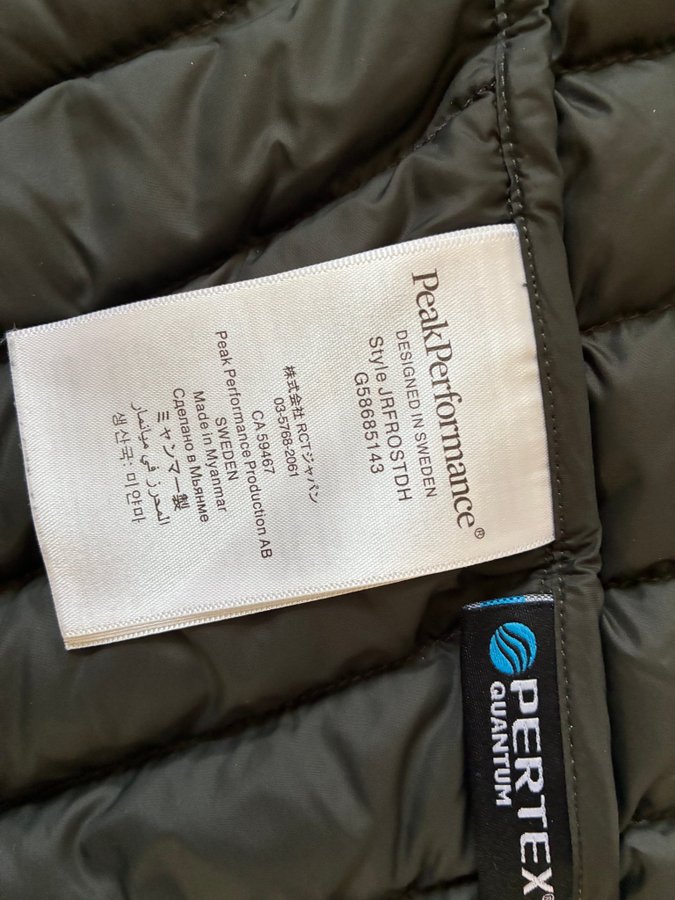 PeakPerformance®
DESIGNED IN SWEDEN
Style JRFROSTDH
G58685143
株式会社 RCTジャパン
03-5768-2061
CA 59467
Peak Performance Production AB
SWEDEN
Made in Myanmar
Сделано в Мьянме
ミャンマー製
المحرز في ميانمار
생산국: 미얀마
PERTEX®
QUANTUM